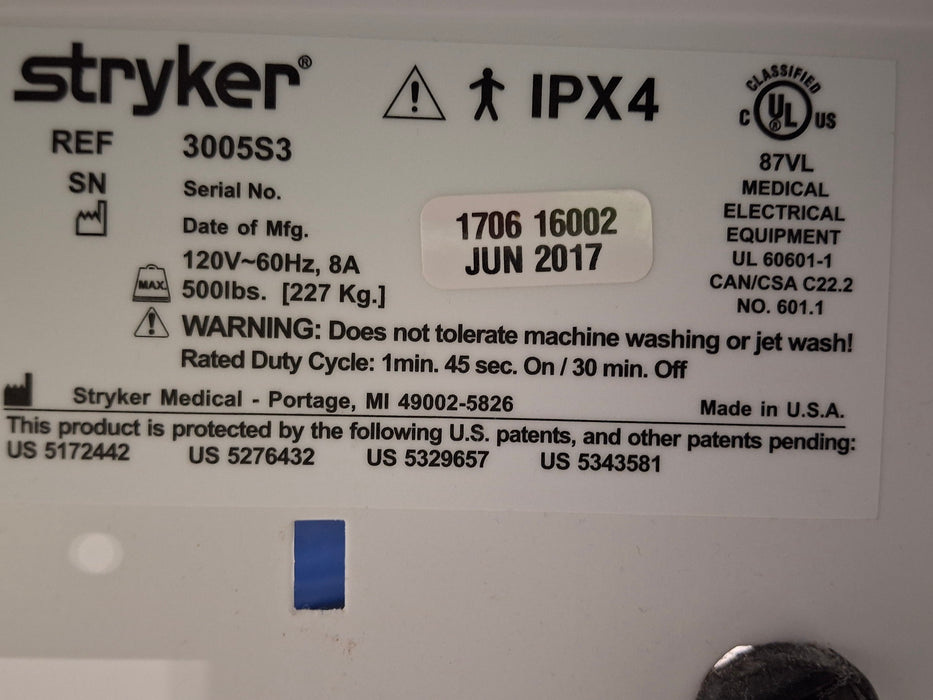 stryker®
IPX4
REF 3005S3
SN Serial No.
Date of Mfg.
1706 16002
JUN 2017
120V~60Hz, 8A
MAX. 500lbs. [227 Kg.]
WARNING: Does not tolerate machine washing or jet wash!
Rated Duty Cycle: 1min. 45 sec. On / 30 min. Off
CLASSIFIED
C UL® US
87VL
MEDICAL
ELECTRICAL
EQUIPMENT
UL 60601-1
CAN/CSA C22.2
NO. 601.1
Stryker Medical - Portage, MI 49002-5826 Made in U.S.A.
This product is protected by the following U.S. patents, and other patents pending:
US 5172442 US 5276432 US 5329657 US 5343581